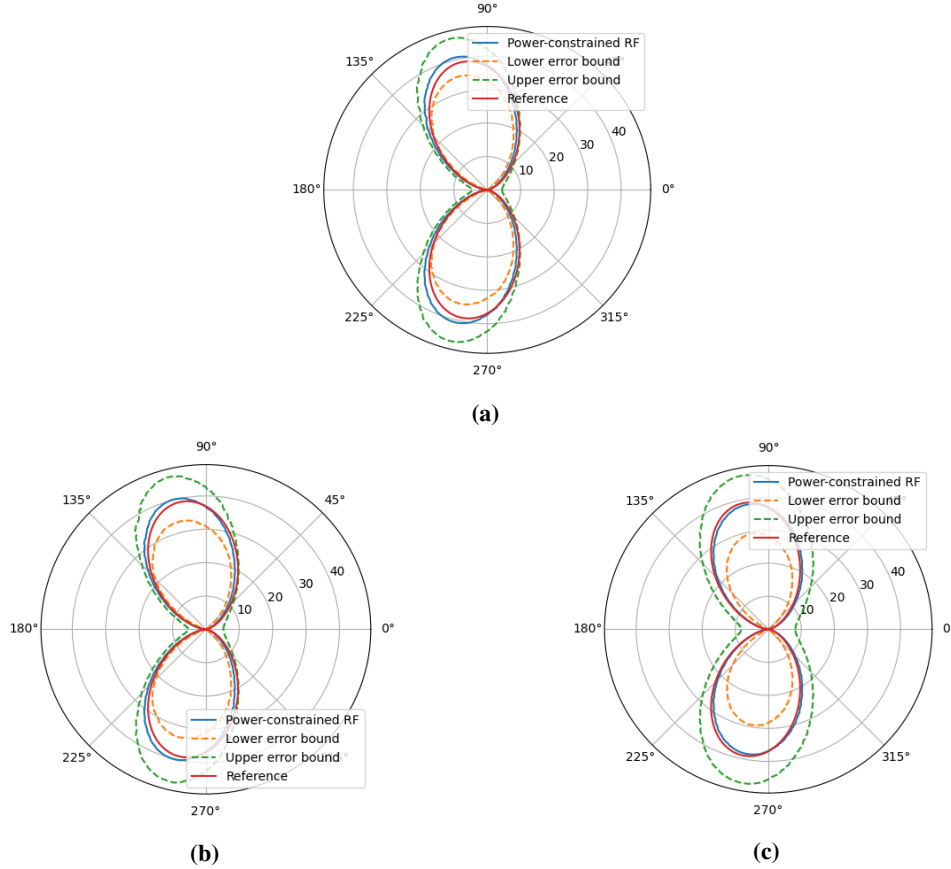 90°
Power-constrained RF
Lower error bound
Upper error bound
Reference
135°
40
30
20
10
180°
0°
225°
315°
270°
(a)
90°
135°
45°
40
30
20
10
180°
0°
Power-constrained RF
Lower error bound
Upper error bound
Reference
225°
270°
(b)
90°
Power-constrained RF
Lower error bound
Upper error bound
Reference
135°
40
30
20
10
180°
0
225°
315°
270°
(c)